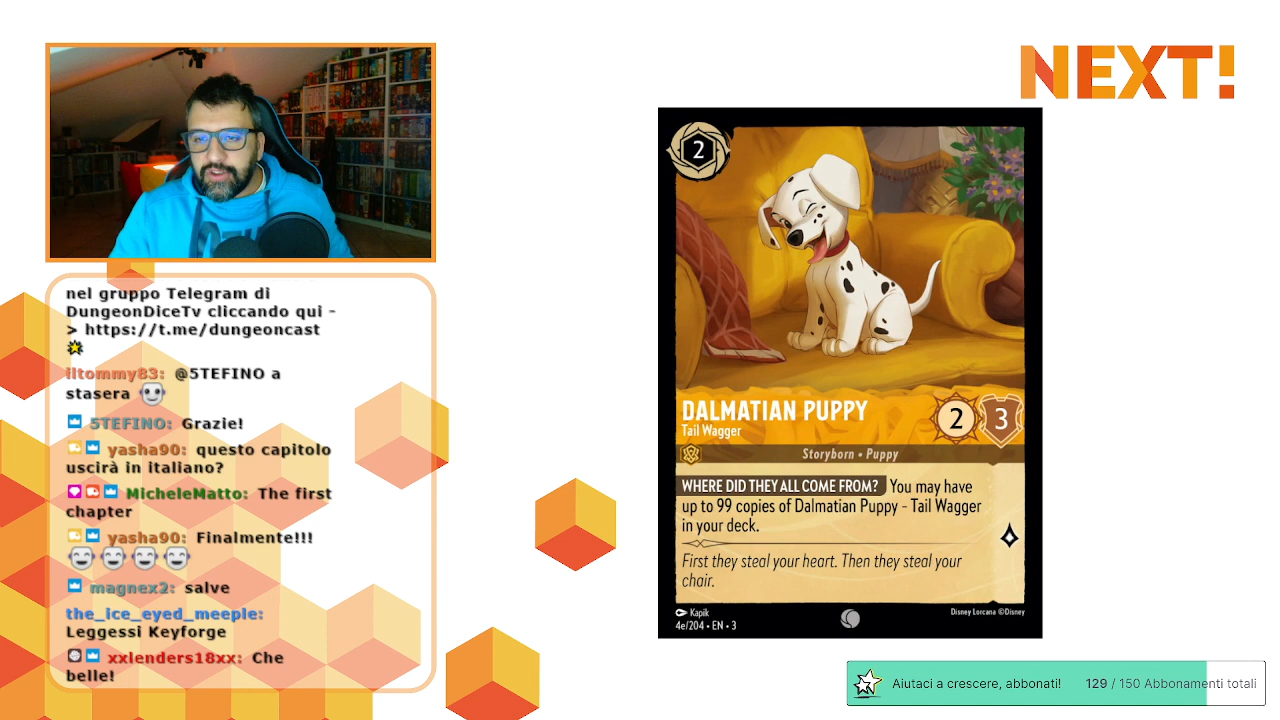 NEXT!
nel gruppo Telegram di
DungeonDiceTv cliccando qui -
> https://t.me/dungeoncast
iltommy83: @5TEFINO a
stasera
5TEFINO: Grazie!
yasha90: questo capitolo
uscirà in italiano?
MicheleMatto: The first
chapter
yasha90: Finalmente!!!
magnex2: salve
the_ice_eyed_meeple:
Leggessi Keyforge
xxlenders18xx: Che
belle!
2
DALMATIAN PUPPY
Tail Wagger
2 3
Storyborn • Puppy
WHERE DID THEY ALL COME FROM? You may have
up to 99 copies of Dalmatian Puppy - Tail Wagger
in your deck.
First they steal your heart. Then they steal your
chair.
Kapik
4e/204 • EN • 3
Disney Lorcana ©Disney
Aiutaci a crescere, abbonati! 129 / 150 Abbonamenti totali